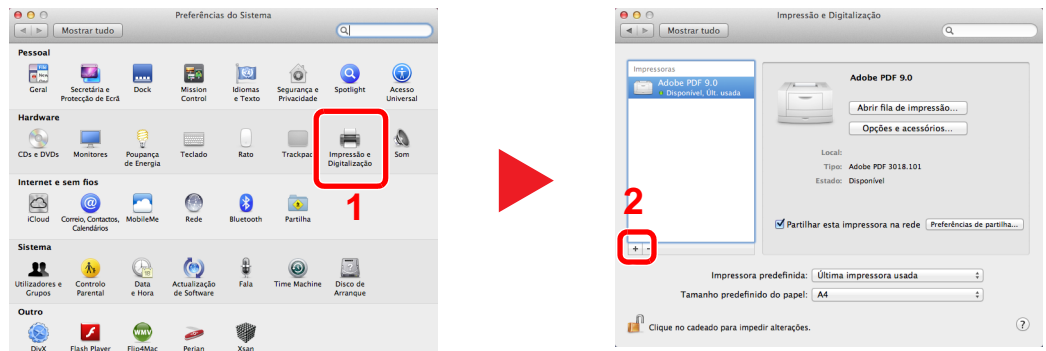 Preferências do Sistema
Mostrar tudo
Pessoal
Geral
Secretária e
Protecção de Ecrã
Dock
Mission
Control
Idiomas
e Texto
Segurança e
Privacidade
Spotlight
Acesso
Universal
Hardware
CDs e DVDs
Monitores
Poupança
de Energia
Teclado
Rato
Trackpad
Impressão e
Digitalização
Som
1
Internet e sem fios
iCloud
Correio, Contactos,
Calendários
MobileMe
Rede
Bluetooth
Partilha
Sistema
Utilizadores e
Grupos
Controlo
Parental
Data
e Hora
Actualização
de Software
Fala
Time Machine
Disco de
Arranque
Outro
DivX
Flash Player
WMV
Flip4Mac
Perian
Xsan
Impressão e Digitalização
Mostrar tudo
Impressoras
Adobe PDF 9.0
Disponível, Últ. usada
2
+ -
Adobe PDF 9.0
Abrir fila de impressão...
Opções e acessórios...
Local:
Tipo: Adobe PDF 3018.101
Estado: Disponível
Partilhar esta impressora na rede Preferências de partilha...
Impressora predefinida: Última impressora usada
Tamanho predefinido do papel: A4
Clique no cadeado para impedir alterações.
?